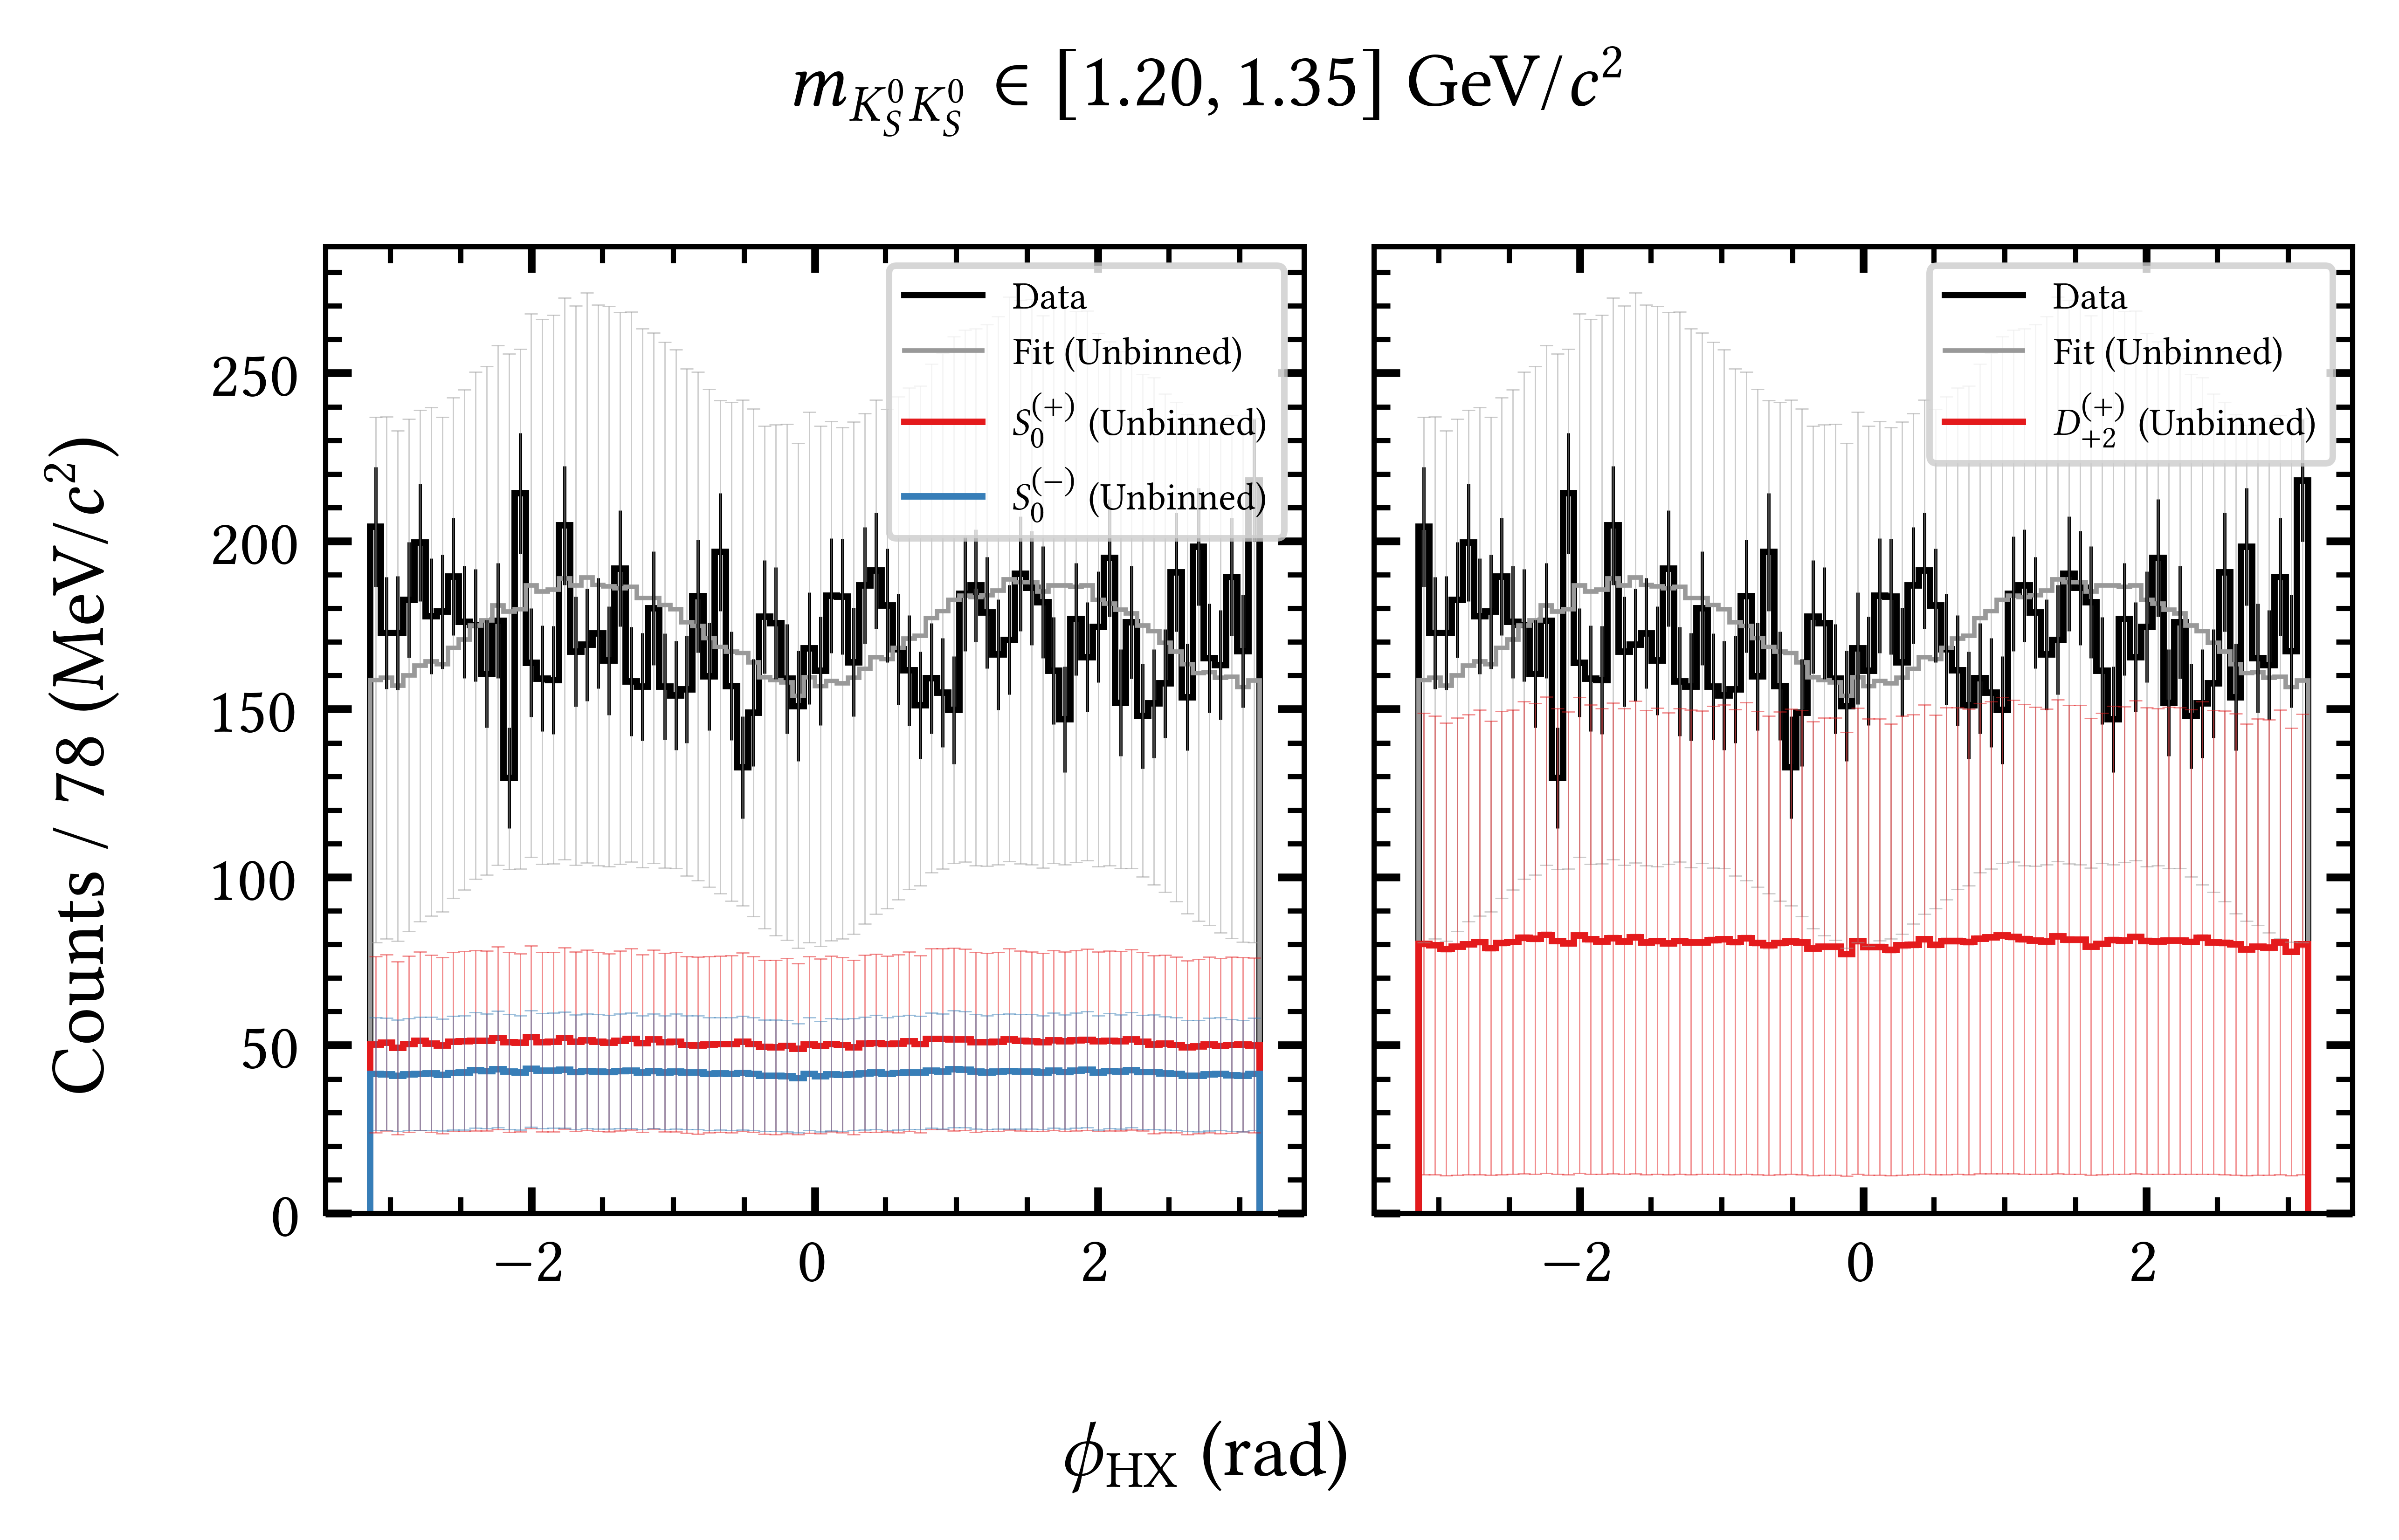 m_{K_S^0 K_S^0} ∈ [1.20, 1.35] GeV/c²
Counts / 78 (MeV/c²)
250
200
150
100
50
0
Data
Fit (Unbinned)
S_0^{(+)} (Unbinned)
S_0^{(−)} (Unbinned)
−2 0 2
Data
Fit (Unbinned)
D_{+2}^{(+)} (Unbinned)
−2 0 2
ϕ_{HX} (rad)